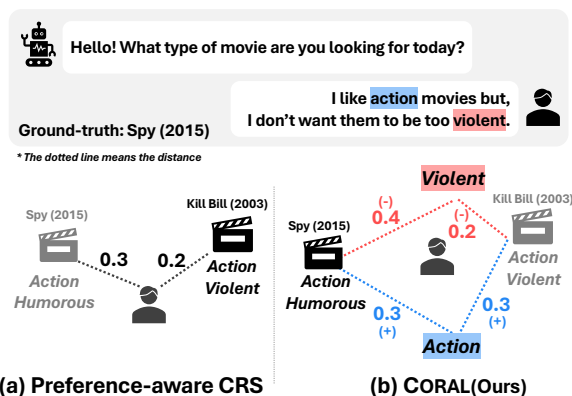 Hello! What type of movie are you looking for today?
I like action movies but,
I don't want them to be too violent.
Ground-truth: Spy (2015)
* The dotted line means the distance
Spy (2015)
Kill Bill (2003)
0.3
0.2
Action
Humorous
Action
Violent
(a) Preference-aware CRS
Violent
Spy (2015)
Kill Bill (2003)
(-)
0.4
(-)
0.2
Action
Humorous
Action
Violent
0.3
(+)
0.3
(+)
Action
(b) CORAL(Ours)